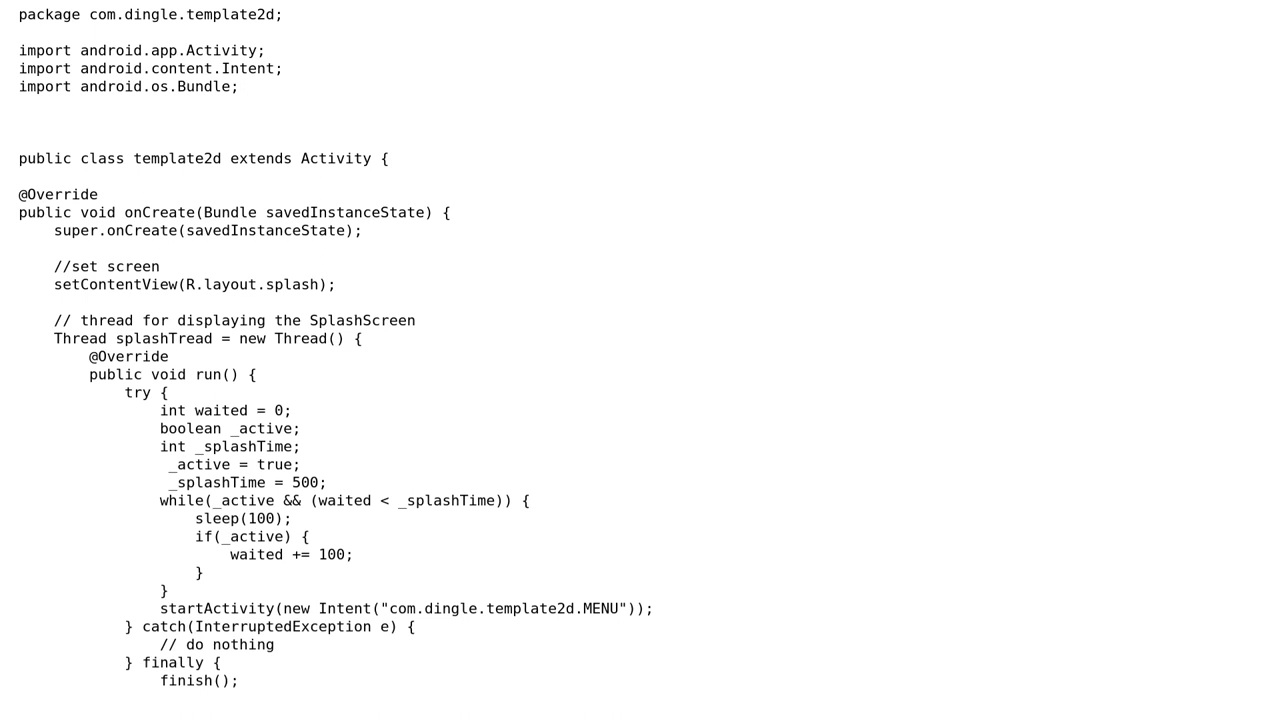 package com.dingle.template2d;

import android.app.Activity;
import android.content.Intent;
import android.os.Bundle;



public class template2d extends Activity {

@Override
public void onCreate(Bundle savedInstanceState) {
    super.onCreate(savedInstanceState);

    //set screen
    setContentView(R.layout.splash);

    // thread for displaying the SplashScreen
    Thread splashTread = new Thread() {
        @Override
        public void run() {
            try {
                int waited = 0;
                boolean _active;
                int _splashTime;
                 _active = true;
                 _splashTime = 500;
                while(_active && (waited < _splashTime)) {
                    sleep(100);
                    if(_active) {
                        waited += 100;
                    }
                }
                startActivity(new Intent("com.dingle.template2d.MENU"));
            } catch(InterruptedException e) {
                // do nothing
            } finally {
                finish();